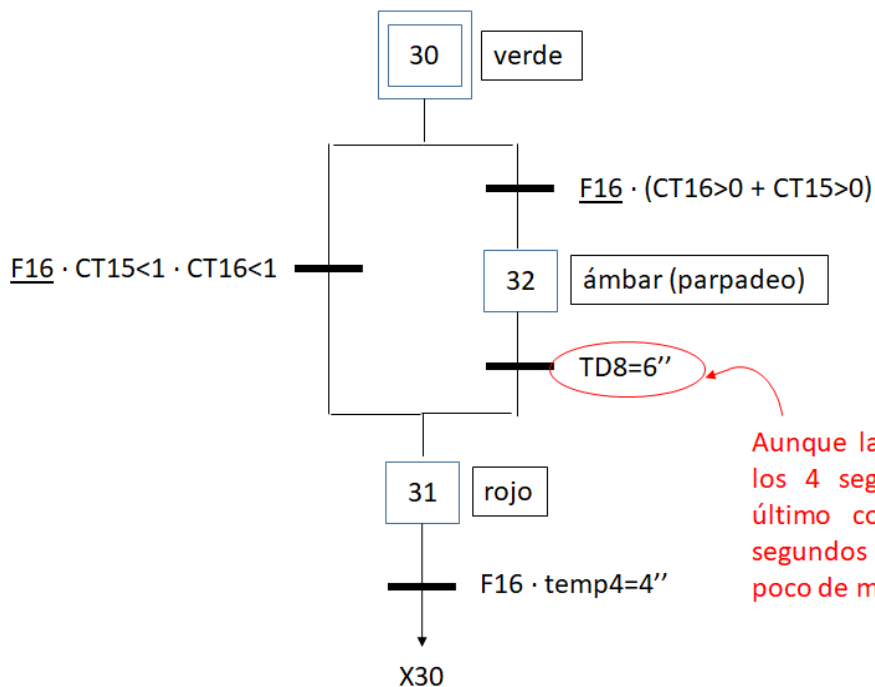 30
verde
F16 · (CT16>0 + CT15>0)
F16 · CT15<1 · CT16<1
32
ámbar (parpadeo)
TD8=6’’
Aunque la
los 4 seg
último co
segundos
poco de m
31
rojo
F16 · temp4=4’’
X30